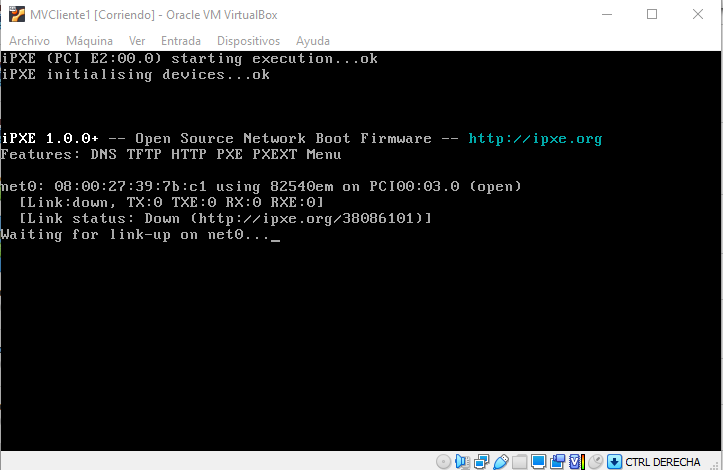 MVCliente1 [Corriendo] - Oracle VM VirtualBox
Archivo Máquina Ver Entrada Dispositivos Ayuda
iPXE (PCI E2:00.0) starting execution...ok
iPXE initialising devices...ok
iPXE 1.0.0+ -- Open Source Network Boot Firmware -- http://ipxe.org
Features: DNS TFTP HTTP PXE PXEXT Menu
net0: 08:00:27:39:7b:c1 using 82540em on PCI00:03.0 (open)
[Link:down, TX:0 TXE:0 RX:0 RXE:0]
[Link status: Down (http://ipxe.org/38086101)]
Waiting for link-up on net0..._
CTRL DERECHA